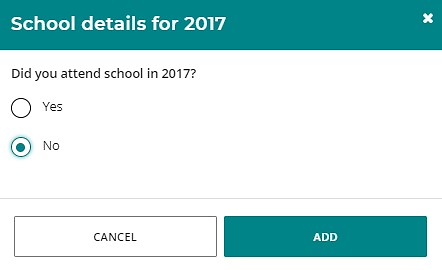 School details for 2017
Did you attend school in 2017?
Yes
No
CANCEL
ADD